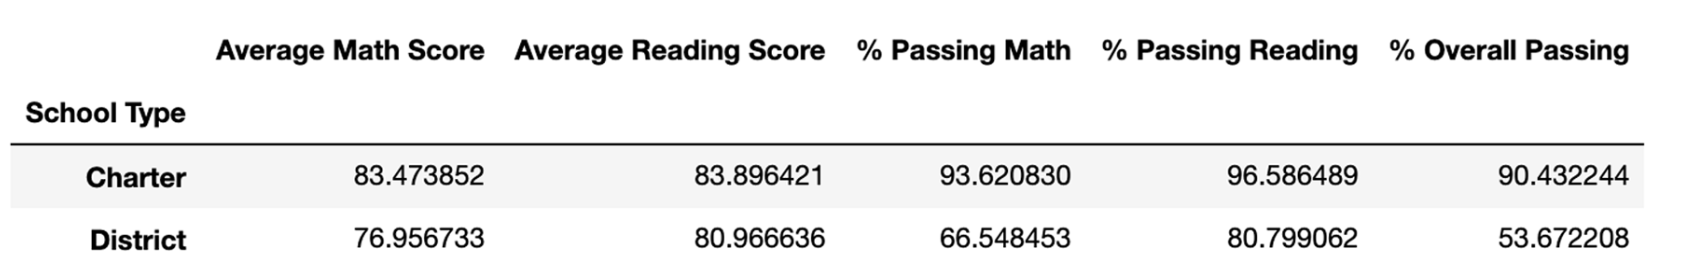 Average Math Score Average Reading Score % Passing Math % Passing Reading % Overall Passing
School Type
Charter 83.473852 83.896421 93.620830 96.586489 90.432244
District 76.956733 80.966636 66.548453 80.799062 53.672208